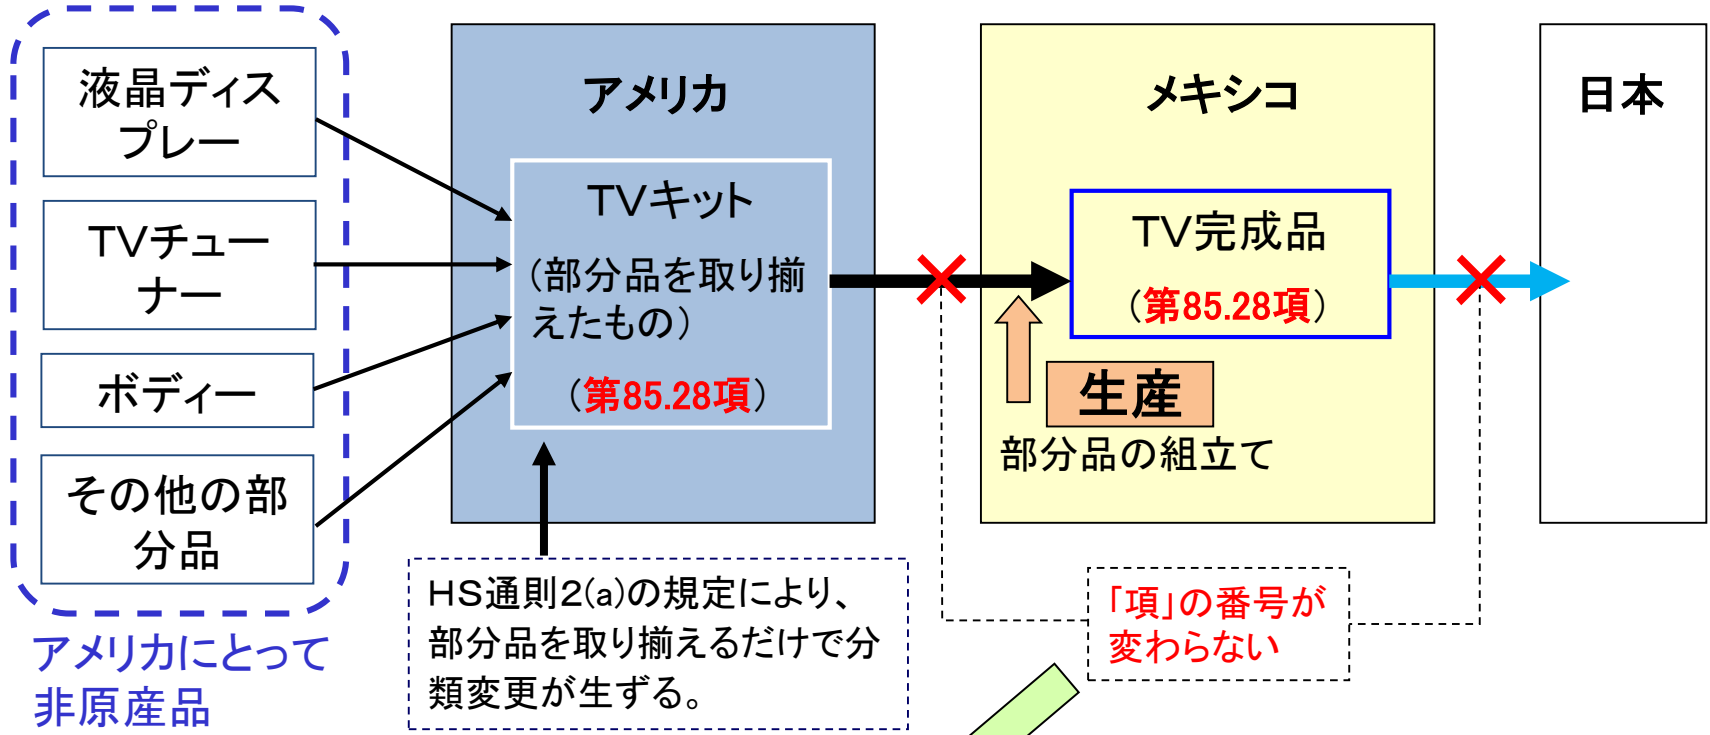 液晶ディス
プレー
TVチュー
ナー
ボディー
その他の部
分品
アメリカにとって
非原産品
アメリカ
TVキット
(部分品を取り揃
えたもの)
(第85.28項)
HS通則2(a)の規定により、
部分品を取り揃えるだけで分
類変更が生ずる。
メキシコ
TV完成品
(第85.28項)
生産
部分品の組立て
「項」の番号が
変わらない
日本